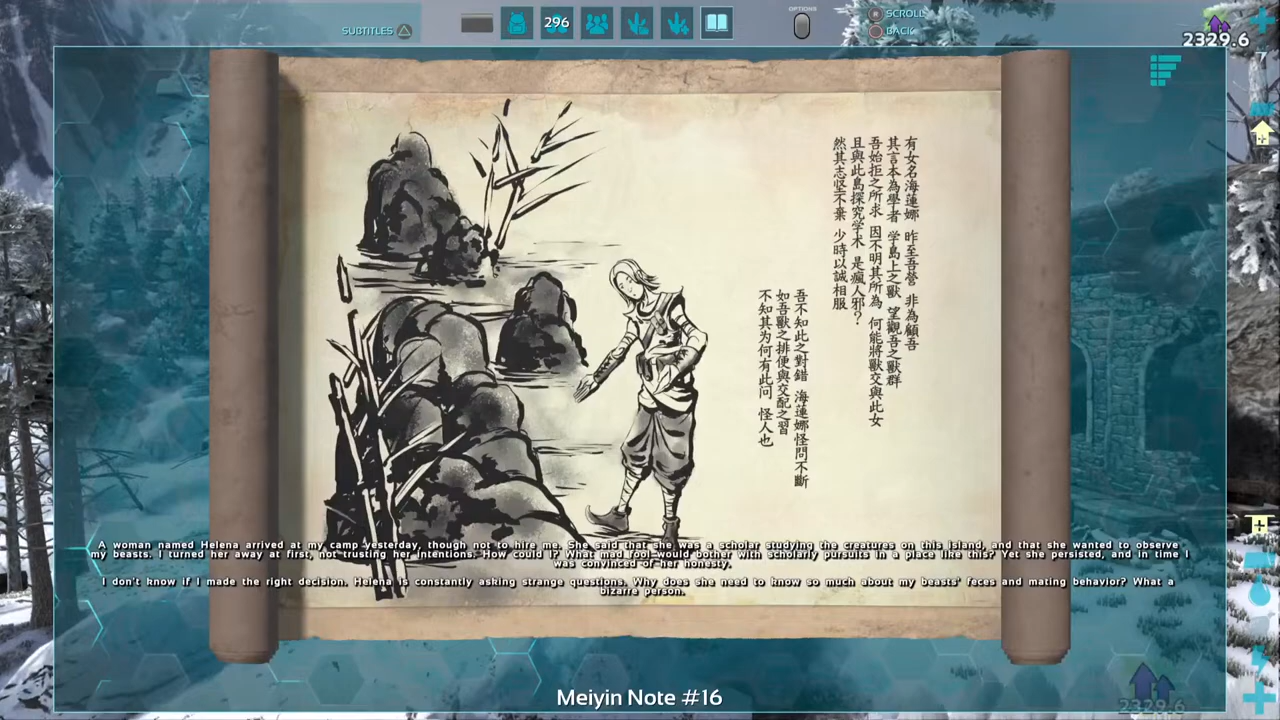 SUBTITLES
296
OPTIONS
SCROLL
BACK
2329.6
有女名海蓮娜 昨至吾營 非為顧吾
其言本為學者 学島上之獸 望觀吾之獸群
吾始拒之所求 因不明其所為 何能將獸交與此女
且與此島探究学术 是瘋人邪?
然其志坚不棄 少時以誠相服
吾不知此之對錯 海蓮娜怪問不斷
如吾獸之排便與交配之習
不知其为何有此问 怪人也
A woman named Helena arrived at my camp yesterday, though not to hire me. She said that she was a scholar studying the creatures on this island, and that she wanted to observe
my beasts. I turned her away at first, not trusting her intentions. How could I? What mad fool would bother with scholarly pursuits in a place like this? Yet she persisted, and in time I
was convinced of her honesty.
I don't know if I made the right decision. Helena is constantly asking strange questions. Why does she need to know so much about my beasts' feces and mating behavior? What a
bizarre person.
Meiyin Note #16
2329.6